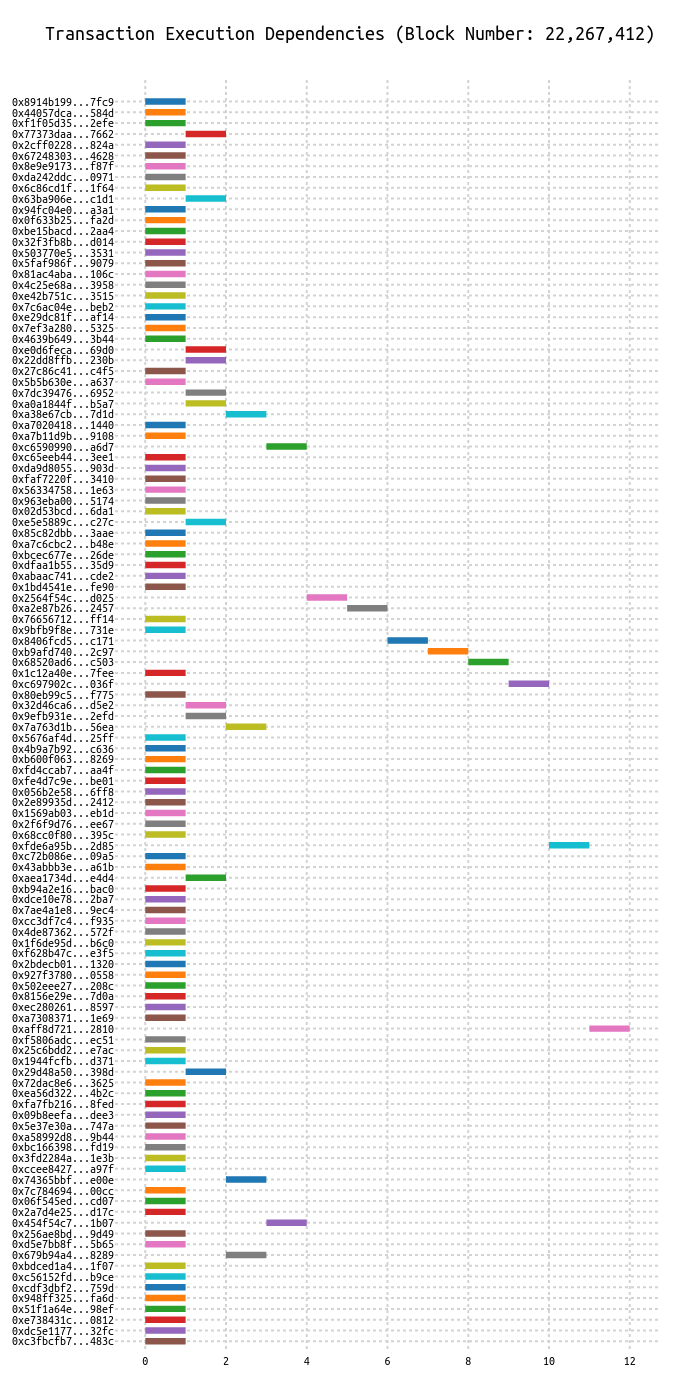 Transaction Execution Dependencies (Block Number: 22,267,412)
0x8914b199...7fc9
0x44057dca...584d
0xf1f05d35...2efe
0x77373daa...7662
0x2cff0228...824a
0x67248303...4628
0x8e9e9173...f87f
0xda242ddc...0971
0x6c86cd1f...1f64
0x63ba906e...c1d1
0x94fc04e0...a3a1
0x0f633b25...fa2d
0xbe15bacd...2aa4
0x32f3fb8b...d014
0x503770e5...3531
0x5faf986f...9079
0x81ac4aba...106c
0x4c25e68a...3958
0xe42b751c...3515
0x7c6ac04e...beb2
0xe29dc81f...af14
0x7ef3a280...5325
0x4639b649...3b44
0xe0d6feca...69d0
0x22dd8ffb...230b
0x27c86c41...c4f5
0x5b5b630e...a637
0x7dc39476...6952
0xa0a1844f...b5a7
0xa38e67cb...7d1d
0xa7020418...1440
0xa7b11d9b...9108
0xc6590990...a6d7
0xc65eeb44...3ee1
0xda9d8055...903d
0xfaf7220f...3410
0x56334758...1e63
0x963eba00...5174
0x02d53bcd...6da1
0xe5e5889c...c27c
0x85c82dbb...3aae
0xa7c6cbc2...b48e
0xbcec677e...26de
0xdfaa1b55...35d9
0xabaac741...cde2
0x1bd4541e...fe90
0x2564f54c...d025
0xa2e87b26...2457
0x76656712...ff14
0x9bfb9f8e...731e
0x8406fcd5...c171
0xb9afd740...2c97
0x68520ad6...c503
0x1c12a40e...7fee
0xc697902c...036f
0x80eb99c5...f775
0x32d46ca6...d5e2
0x9efb931e...2efd
0x7a763d1b...56ea
0x5676af4d...25ff
0x4b9a7b92...c636
0xb600f063...8269
0xfd4ccab7...aa4f
0xfe4d7c9e...be01
0x056b2e58...6ff8
0x2e89935d...2412
0x1569ab03...eb1d
0x2f6f9d76...ee67
0x68cc0f80...395c
0xfde6a95b...2d85
0xc72b086e...09a5
0x43abbb3e...a61b
0xaea1734d...e4d4
0xb94a2e16...bac0
0xdce10e78...2ba7
0x7ae4a1e8...9ec4
0xcc3df7c4...f935
0x4de87362...572f
0x1f6de95d...b6c0
0xf628b47c...e3f5
0x2bdecb01...1320
0x927f3780...0558
0x502eee27...208c
0x8156e29e...7d0a
0xec280261...8597
0xa7308371...1e69
0xaff8d721...2810
0xf5806adc...ec51
0x25c6bdd2...e7ac
0x1944fcfb...d371
0x29d48a50...398d
0x72dac8e6...3625
0xea56d322...4b2c
0xfa7fb216...8fed
0x09b8eefa...dee3
0x5e37e30a...747a
0xa58992d8...9b44
0xbc166398...fd19
0x3fd2284a...1e3b
0xccee8427...a97f
0x74365bbf...e00e
0x7c784694...00cc
0x06f545ed...cd07
0x2a7d4e25...d17c
0x454f54c7...1b07
0x256ae8bd...9d49
0xd5e7bb8f...5b65
0x679b94a4...8289
0xbdced1a4...1f07
0xc56152fd...b9ce
0xcdf3dbf2...759d
0x948ff325...fa6d
0x51f1a64e...98ef
0xe738431c...0812
0xdc5e1177...32fc
0xc3fbcfb7...483c
0 2 4 6 8 10 12